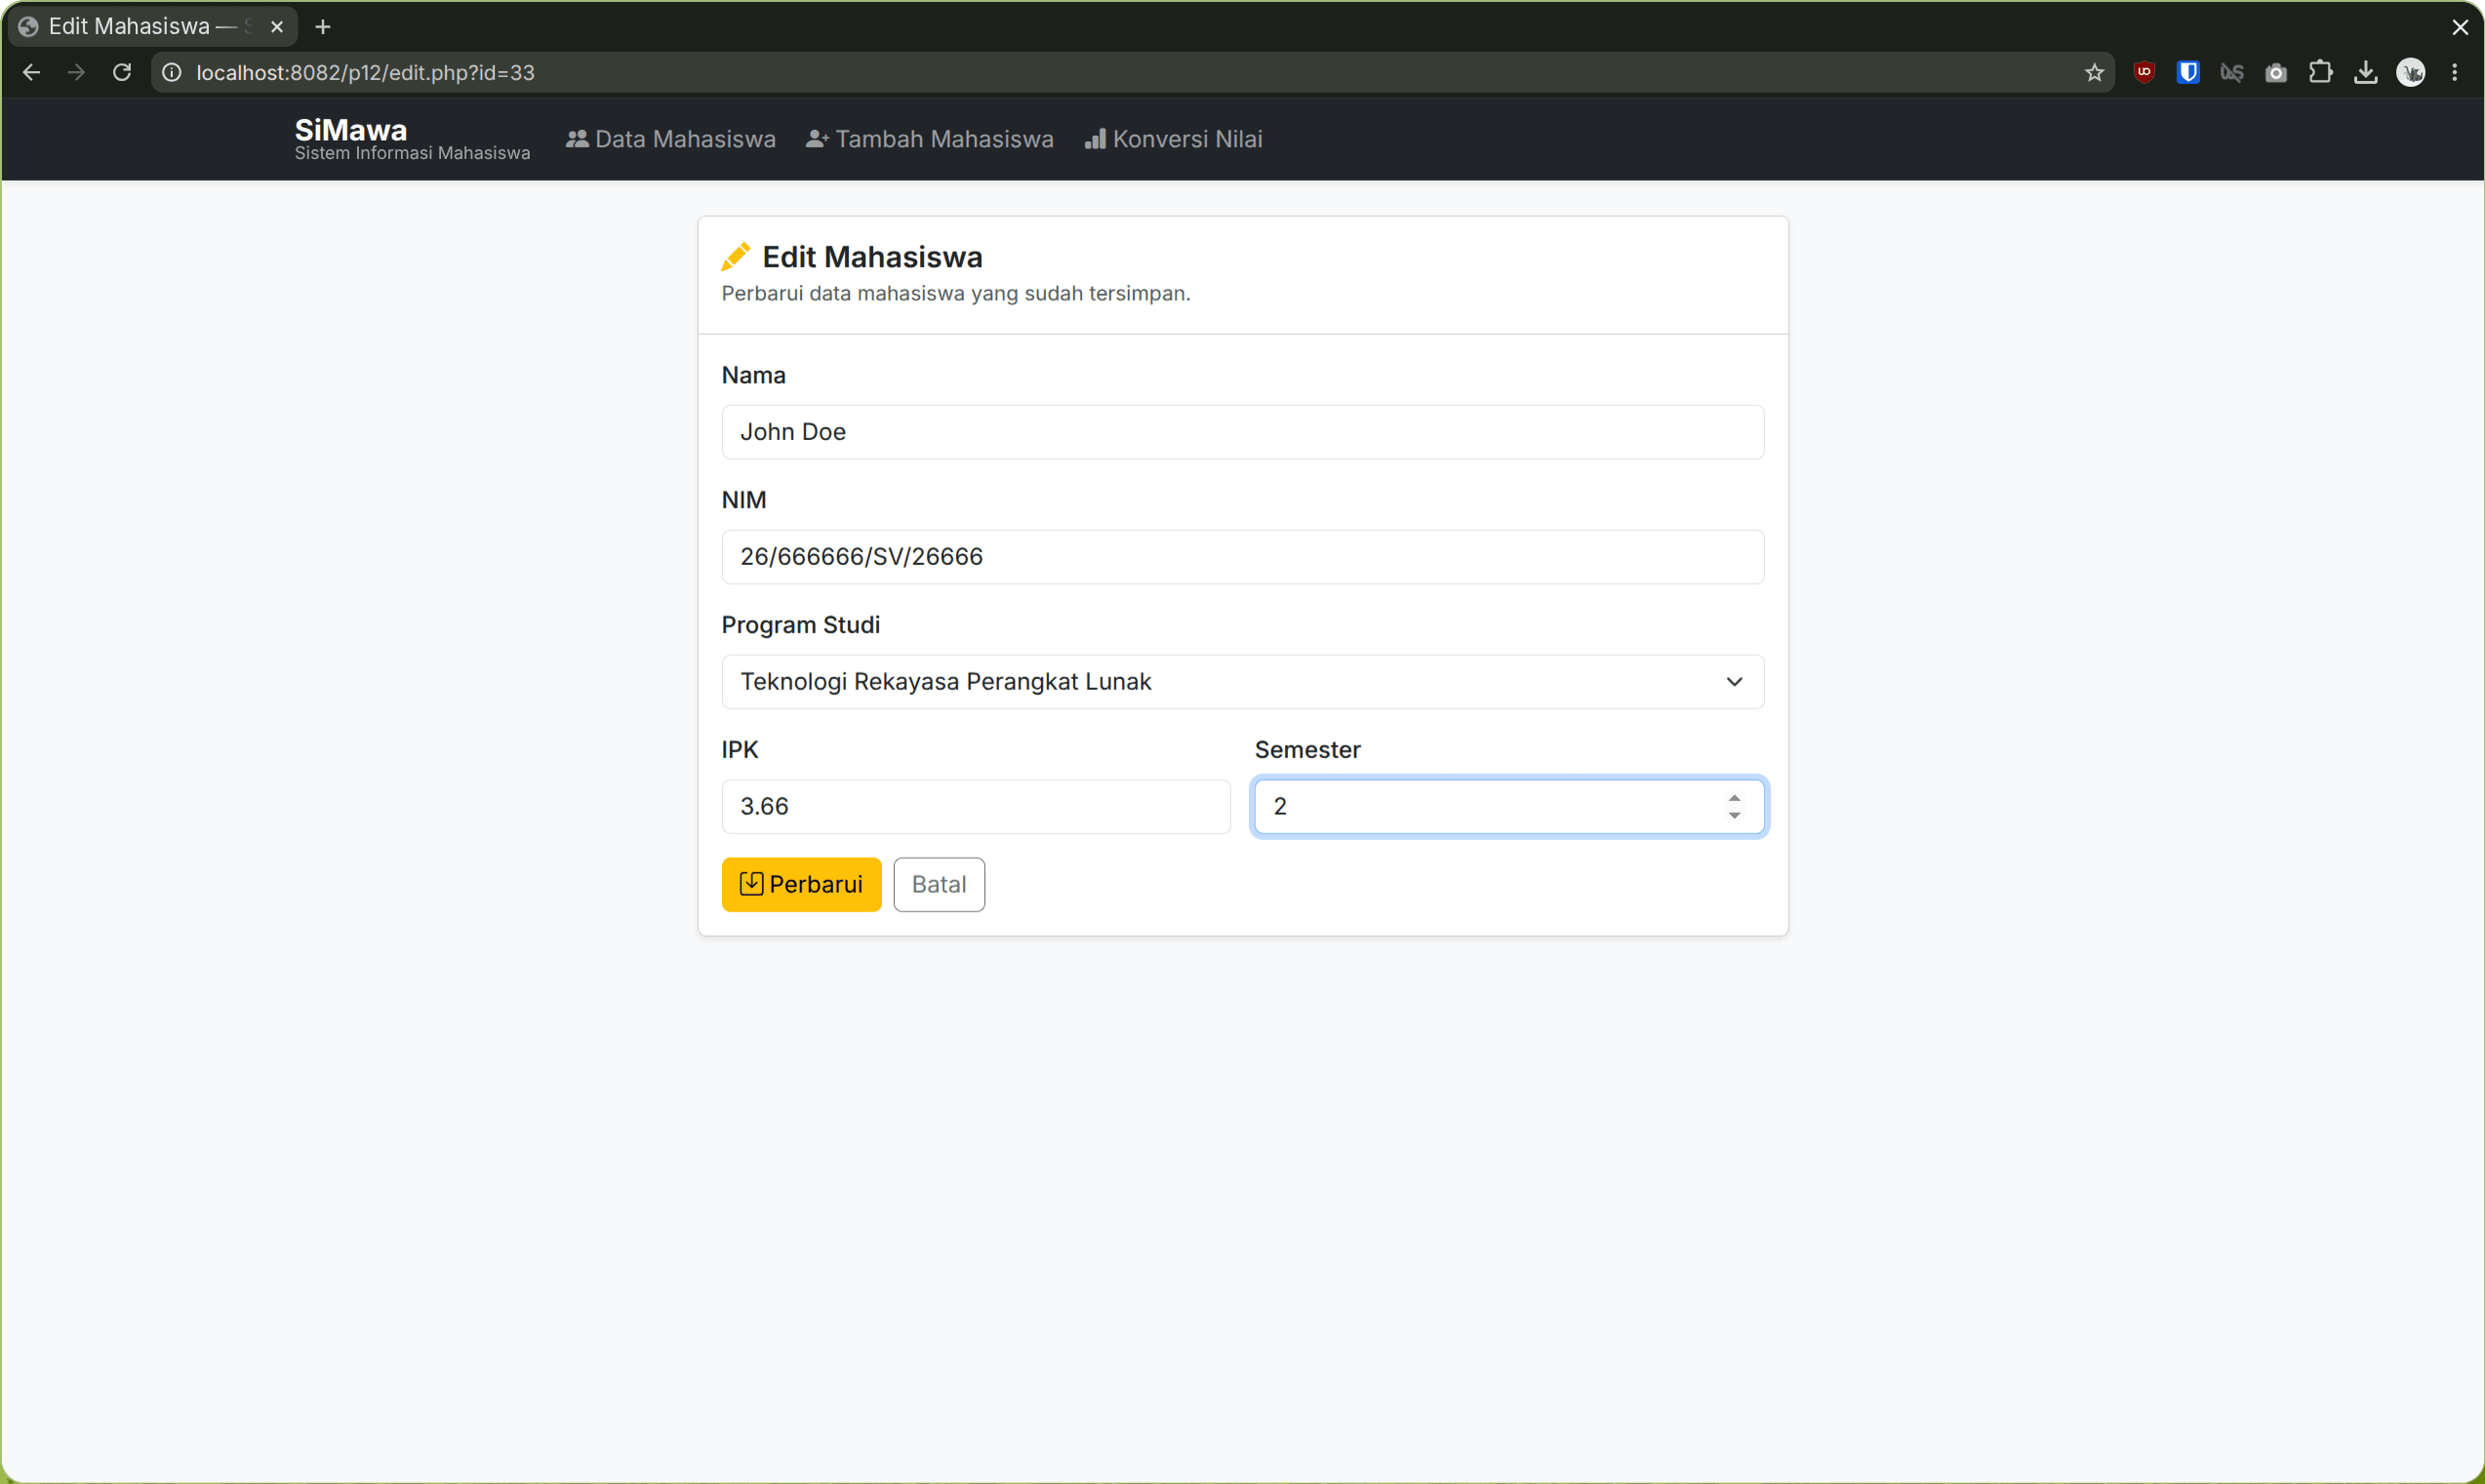 Edit Mahasiswa —
localhost:8082/p12/edit.php?id=33
SiMawa
Sistem Informasi Mahasiswa
Data Mahasiswa
Tambah Mahasiswa
Konversi Nilai
Edit Mahasiswa
Perbarui data mahasiswa yang sudah tersimpan.
Nama
John Doe
NIM
26/666666/SV/26666
Program Studi
Teknologi Rekayasa Perangkat Lunak
IPK
Semester
3.66
2
Perbarui
Batal